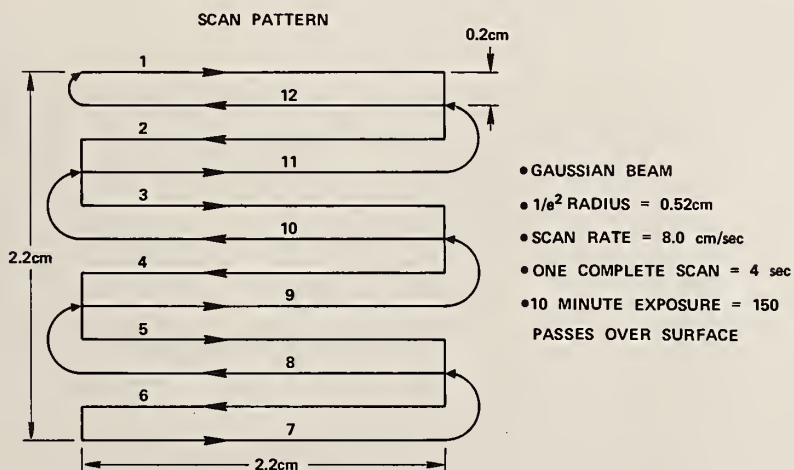 SCAN PATTERN
0.2cm
1
12
2
11
3
10
2.2cm
4
9
5
8
6
7
2.2cm
•GAUSSIAN BEAM
•1/e² RADIUS = 0.52cm
•SCAN RATE = 8.0 cm/sec
•ONE COMPLETE SCAN = 4 sec
•10 MINUTE EXPOSURE = 150
PASSES OVER SURFACE